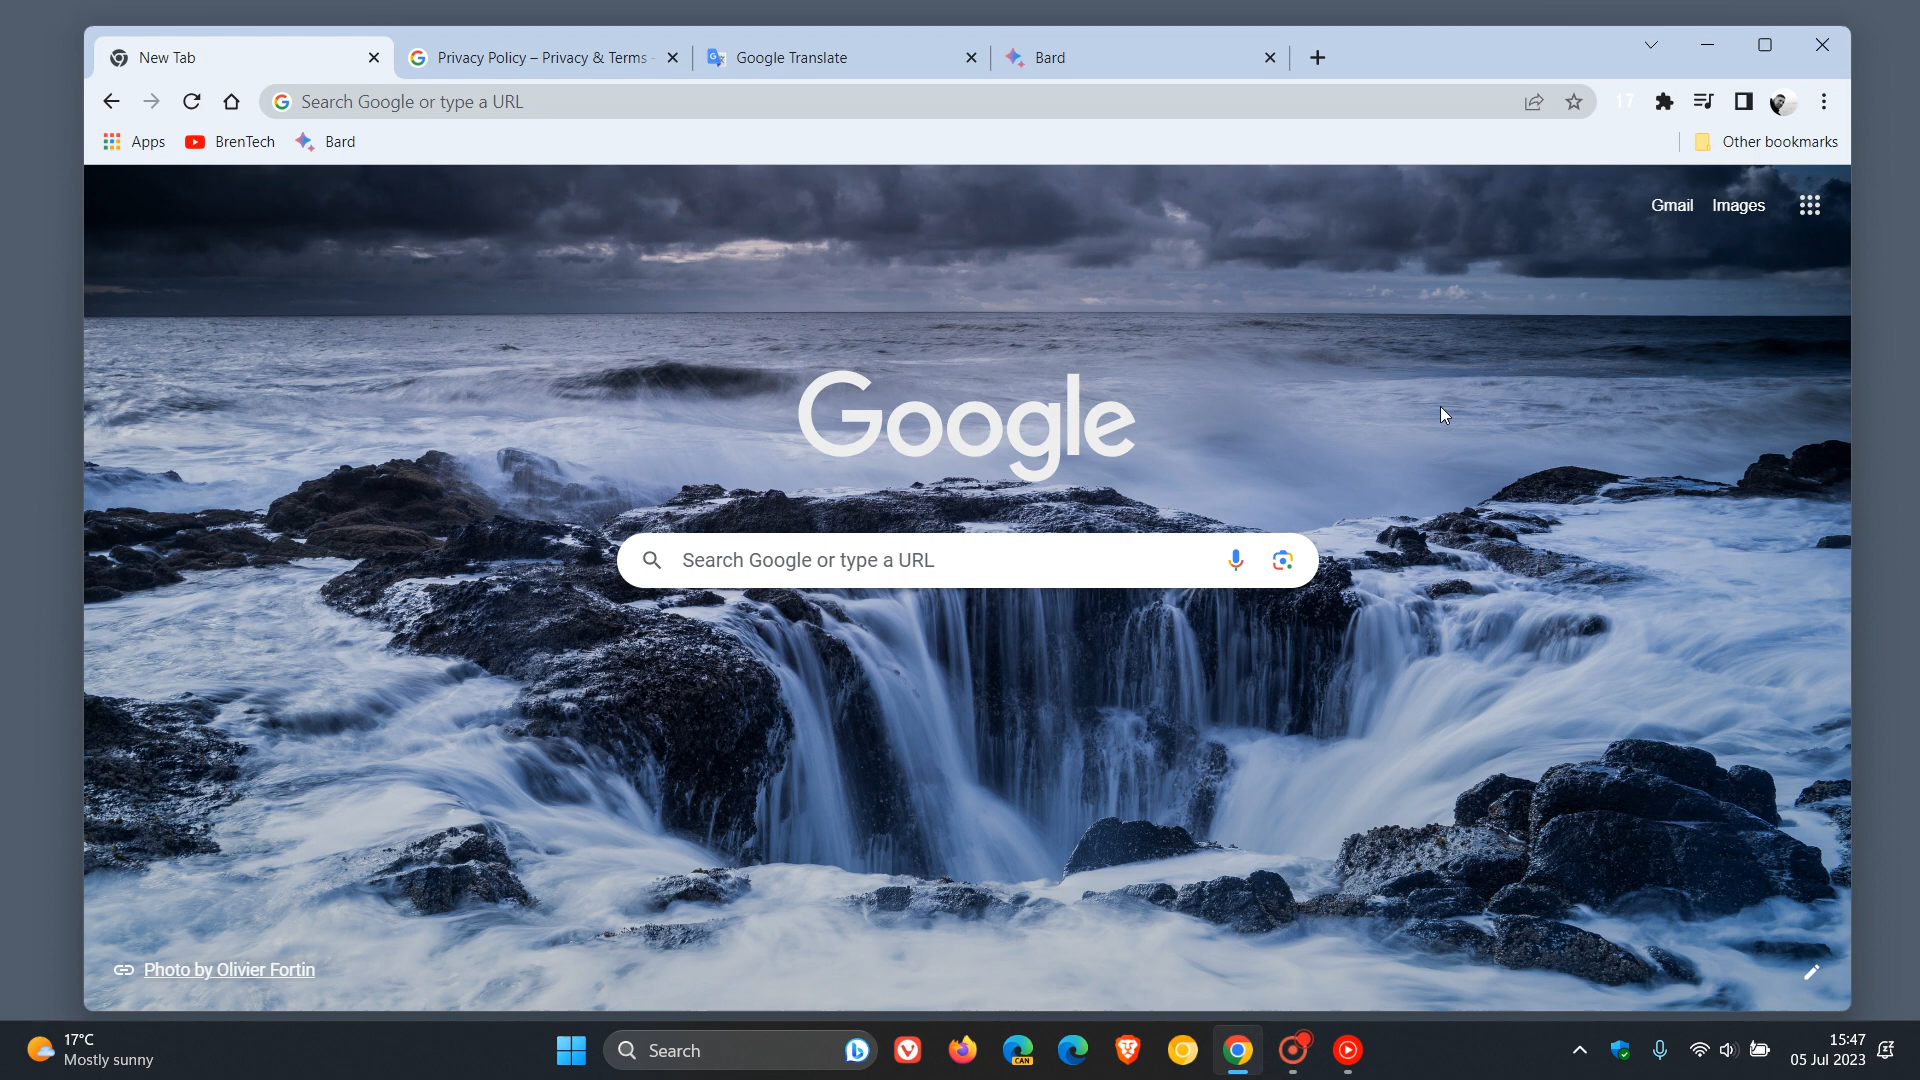 New Tab
Privacy Policy – Privacy & Terms
Google Translate
Bard
Search Google or type a URL
17
Apps
BrenTech
Bard
Other bookmarks
Gmail
Images
Google
Search Google or type a URL
Photo by Olivier Fortin
17°C
Mostly sunny
Search
CAN
15:47
05 Jul 2023